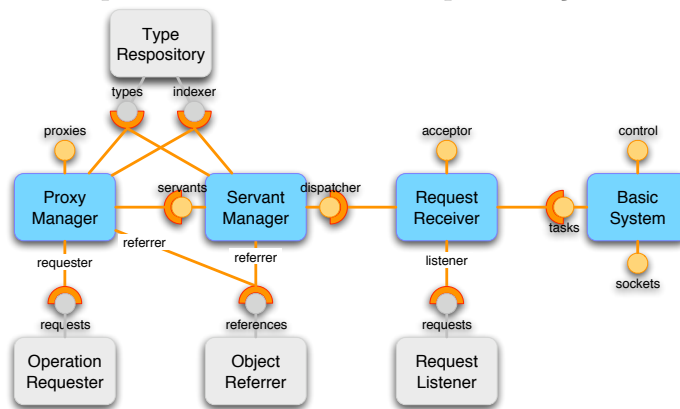 Type
Respository
types
indexer
proxies
acceptor
control
Proxy
Manager
servants
Servant
Manager
dispatcher
Request
Receiver
tasks
Basic
System
referrer
requester
referrer
listener
sockets
requests
references
requests
Operation
Requester
Object
Referrer
Request
Listener